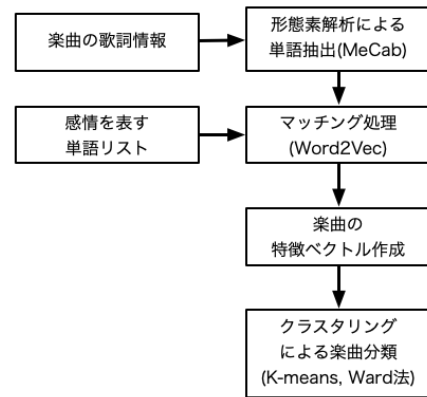 楽曲の歌詞情報
形態素解析による
単語抽出(MeCab)
感情を表す
単語リスト
マッチング処理
(Word2Vec)
楽曲の
特徴ベクトル作成
クラスタリング
による楽曲分類
(K-means, Ward法)